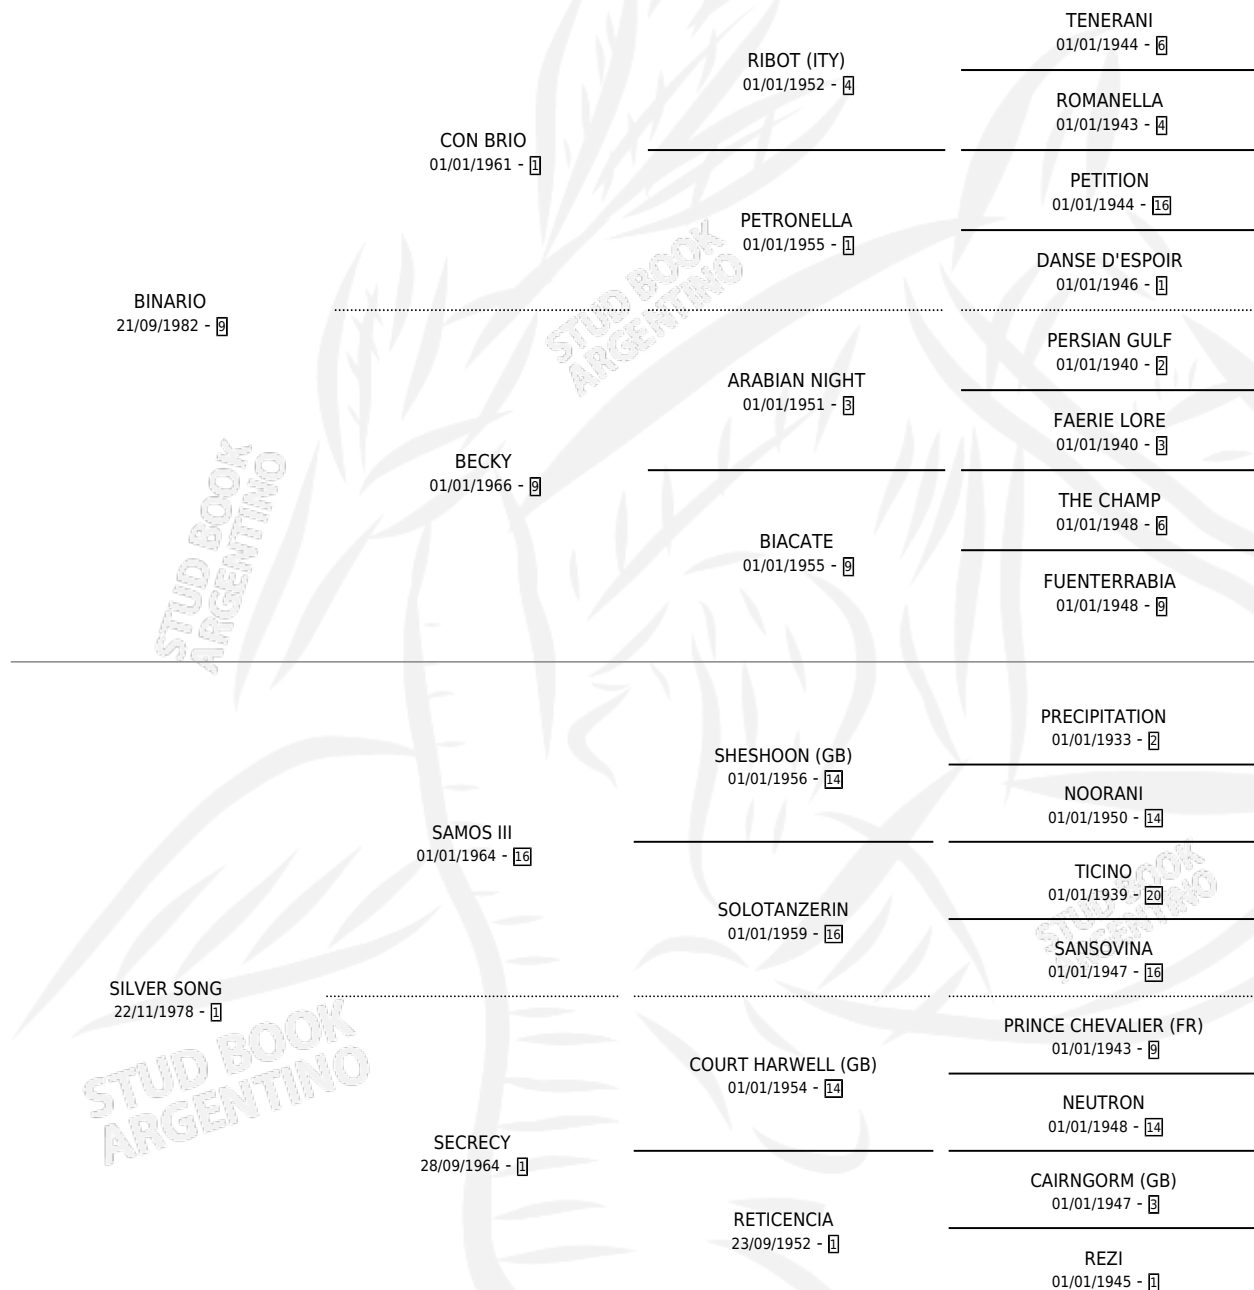 TENERANI
01/01/1944 - 6
RIBOT (ITY)
01/01/1952 - 4
ROMANELLA
01/01/1943 - 4
CON BRIO
01/01/1961 - 1
PETITION
01/01/1944 - 16
PETRONELLA
01/01/1955 - 1
DANSE D'ESPOIR
01/01/1946 - 1
BINARIO
21/09/1982 - 9
STUD BOOK
ARGENTINO
PERSIAN GULF
01/01/1940 - 2
ARABIAN NIGHT
01/01/1951 - 3
FAERIE LORE
01/01/1940 - 3
BECKY
01/01/1966 - 9
THE CHAMP
01/01/1948 - 6
BIACATE
01/01/1955 - 9
FUENTERRABIA
01/01/1948 - 9
STUD BOOK
ARGENTINO
PRECIPITATION
01/01/1933 - 2
SHESHOON (GB)
01/01/1956 - 14
NOORANI
01/01/1950 - 14
SAMOS III
01/01/1964 - 16
TICINO
01/01/1939 - 20
STUD BOOK
ARGENTINO
SOLOTANZERIN
01/01/1959 - 16
SANSOVINA
01/01/1947 - 16
SILVER SONG
22/11/1978 - 1
STUD BOOK
ARGENTINO
PRINCE CHEVALIER (FR)
01/01/1943 - 9
COURT HARWELL (GB)
01/01/1954 - 14
NEUTRON
01/01/1948 - 14
SECRECY
28/09/1964 - 1
CAIRNGORM (GB)
01/01/1947 - 3
RETICENCIA
23/09/1952 - 1
REZI
01/01/1945 - 1